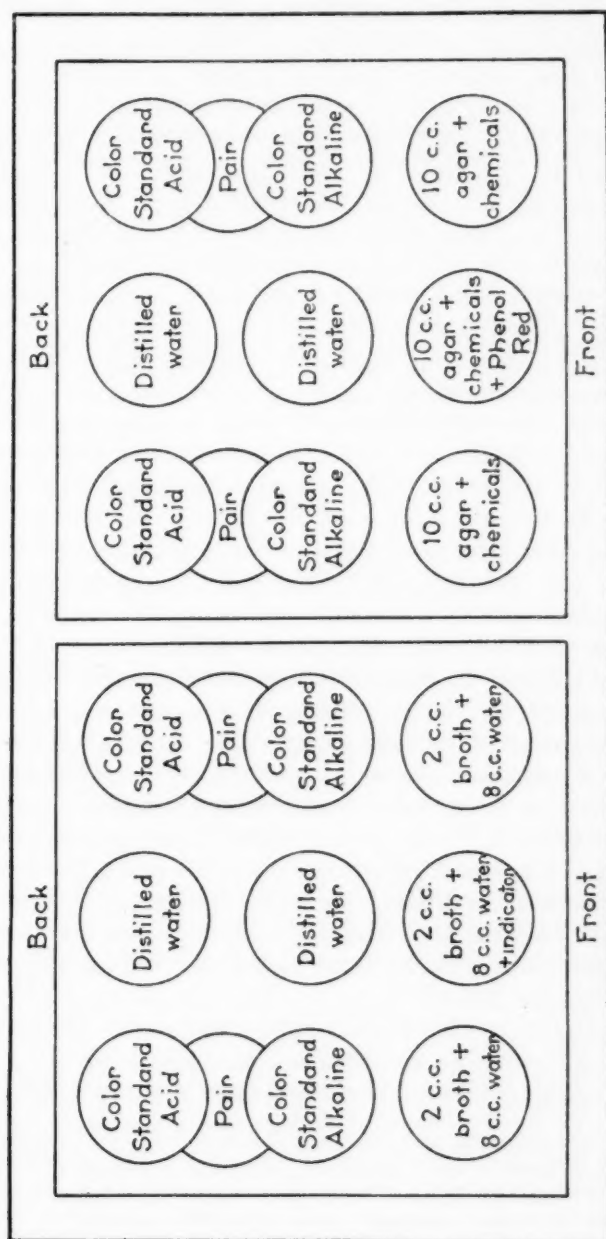 Back
Color
Standard
Acid
Pair
Color
Standard
Alkaline
2 c.c.
broth +
8 c.c. water
Distilled
water
Distilled
water
2 c.c.
broth +
8 c.c. water
+indicator
Color
Standard
Acid
Pair
Color
Standard
Alkaline
2 c.c.
broth +
8 c.c. water
Front
Back
Color
Standard
Acid
Pair
Color
Standard
Alkaline
10 c.c.
agar +
chemicals
Distilled
water
Distilled
water
10 c.c.
agar +
chemicals
+ Phenol
Red
Color
Standard
Acid
Pair
Color
Standard
Alkaline
10 c.c.
agar +
chemicals
Front